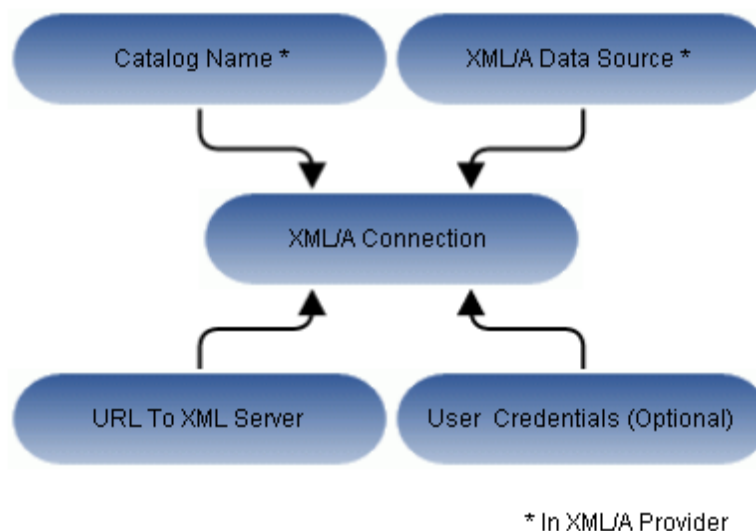 Catalog Name *
XML/A Data Source *
XML/A Connection
URL To XML Server
User Credentials (Optional)
* In XML/A Provider